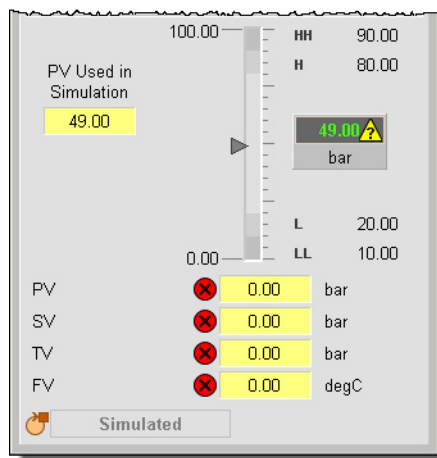 100.00
HH 90.00
H 80.00
PV Used in
Simulation
49.00
49.00 ?
bar
L 20.00
LL 10.00
0.00
PV 0.00 bar
SV 0.00 bar
TV 0.00 bar
FV 0.00 degC
Simulated